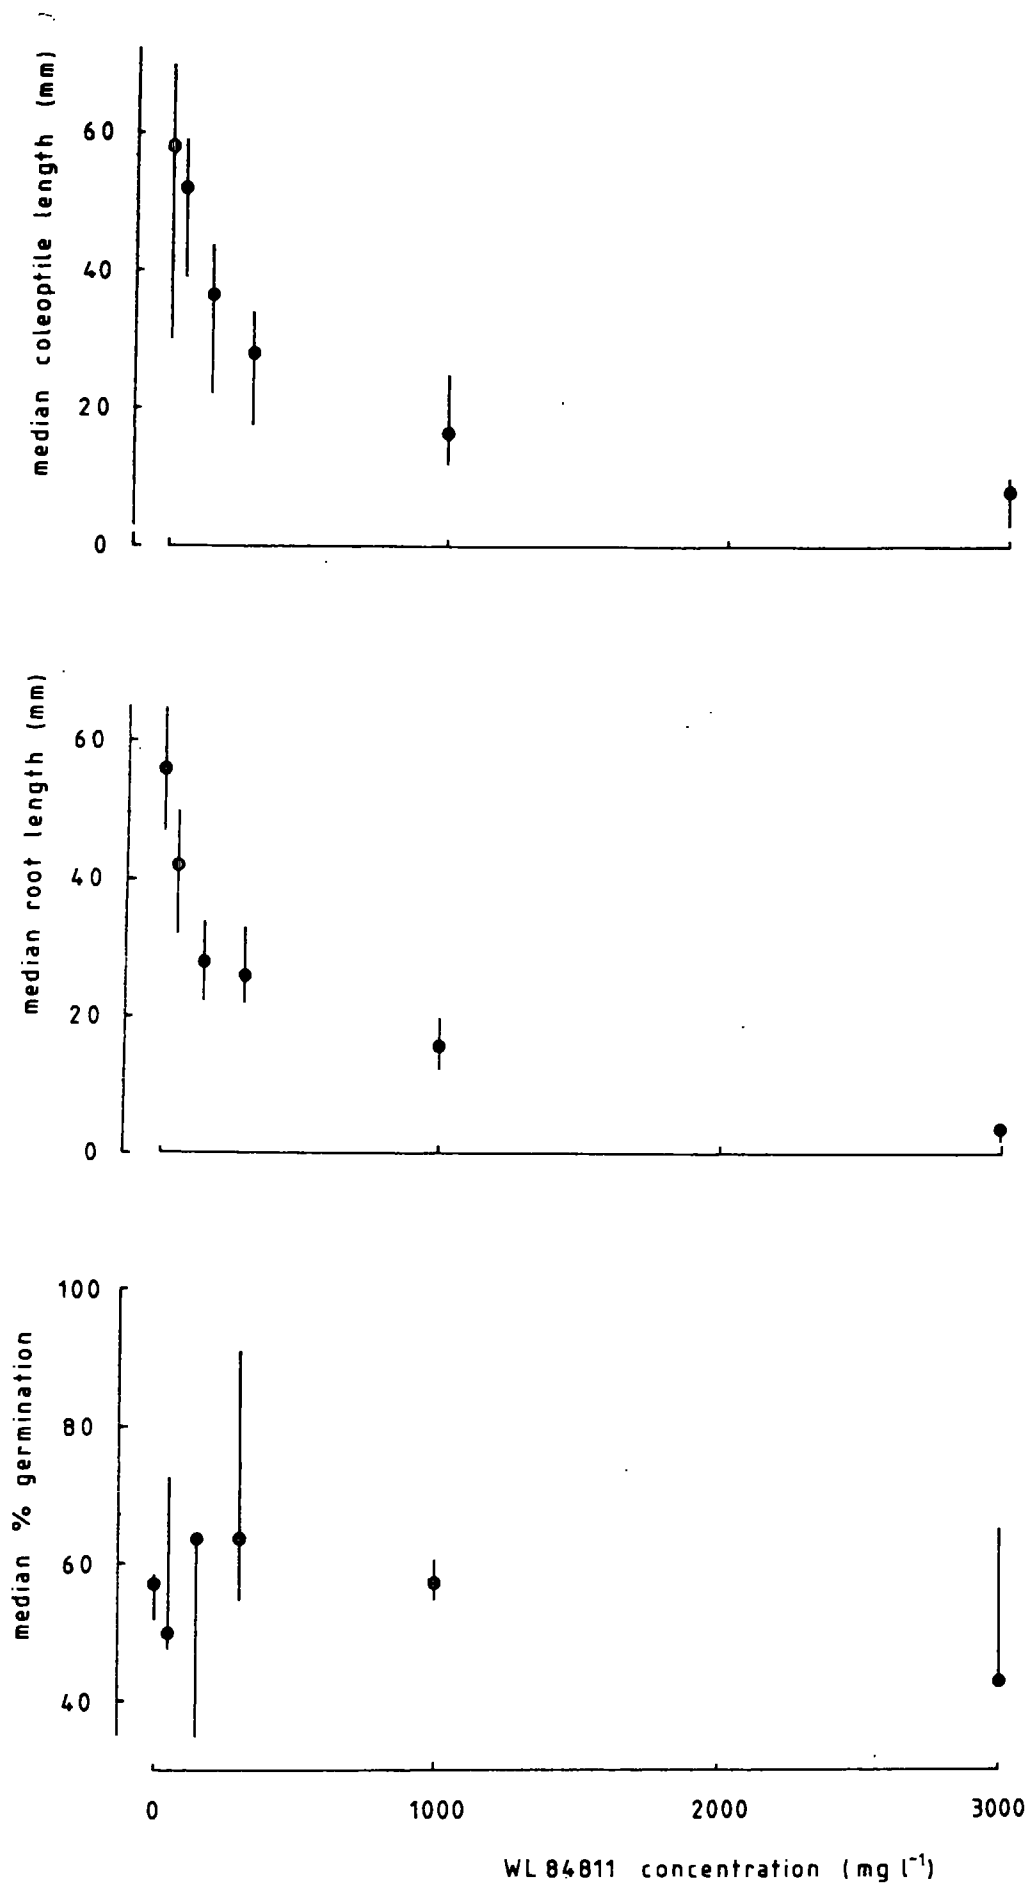 median coleoptile length (mm)
60
40
20
0
median root length (mm)
60
40
20
0
median % germination
100
80
60
40
0 1000 2000 3000
WL 84811 concentration (mg l⁻¹)